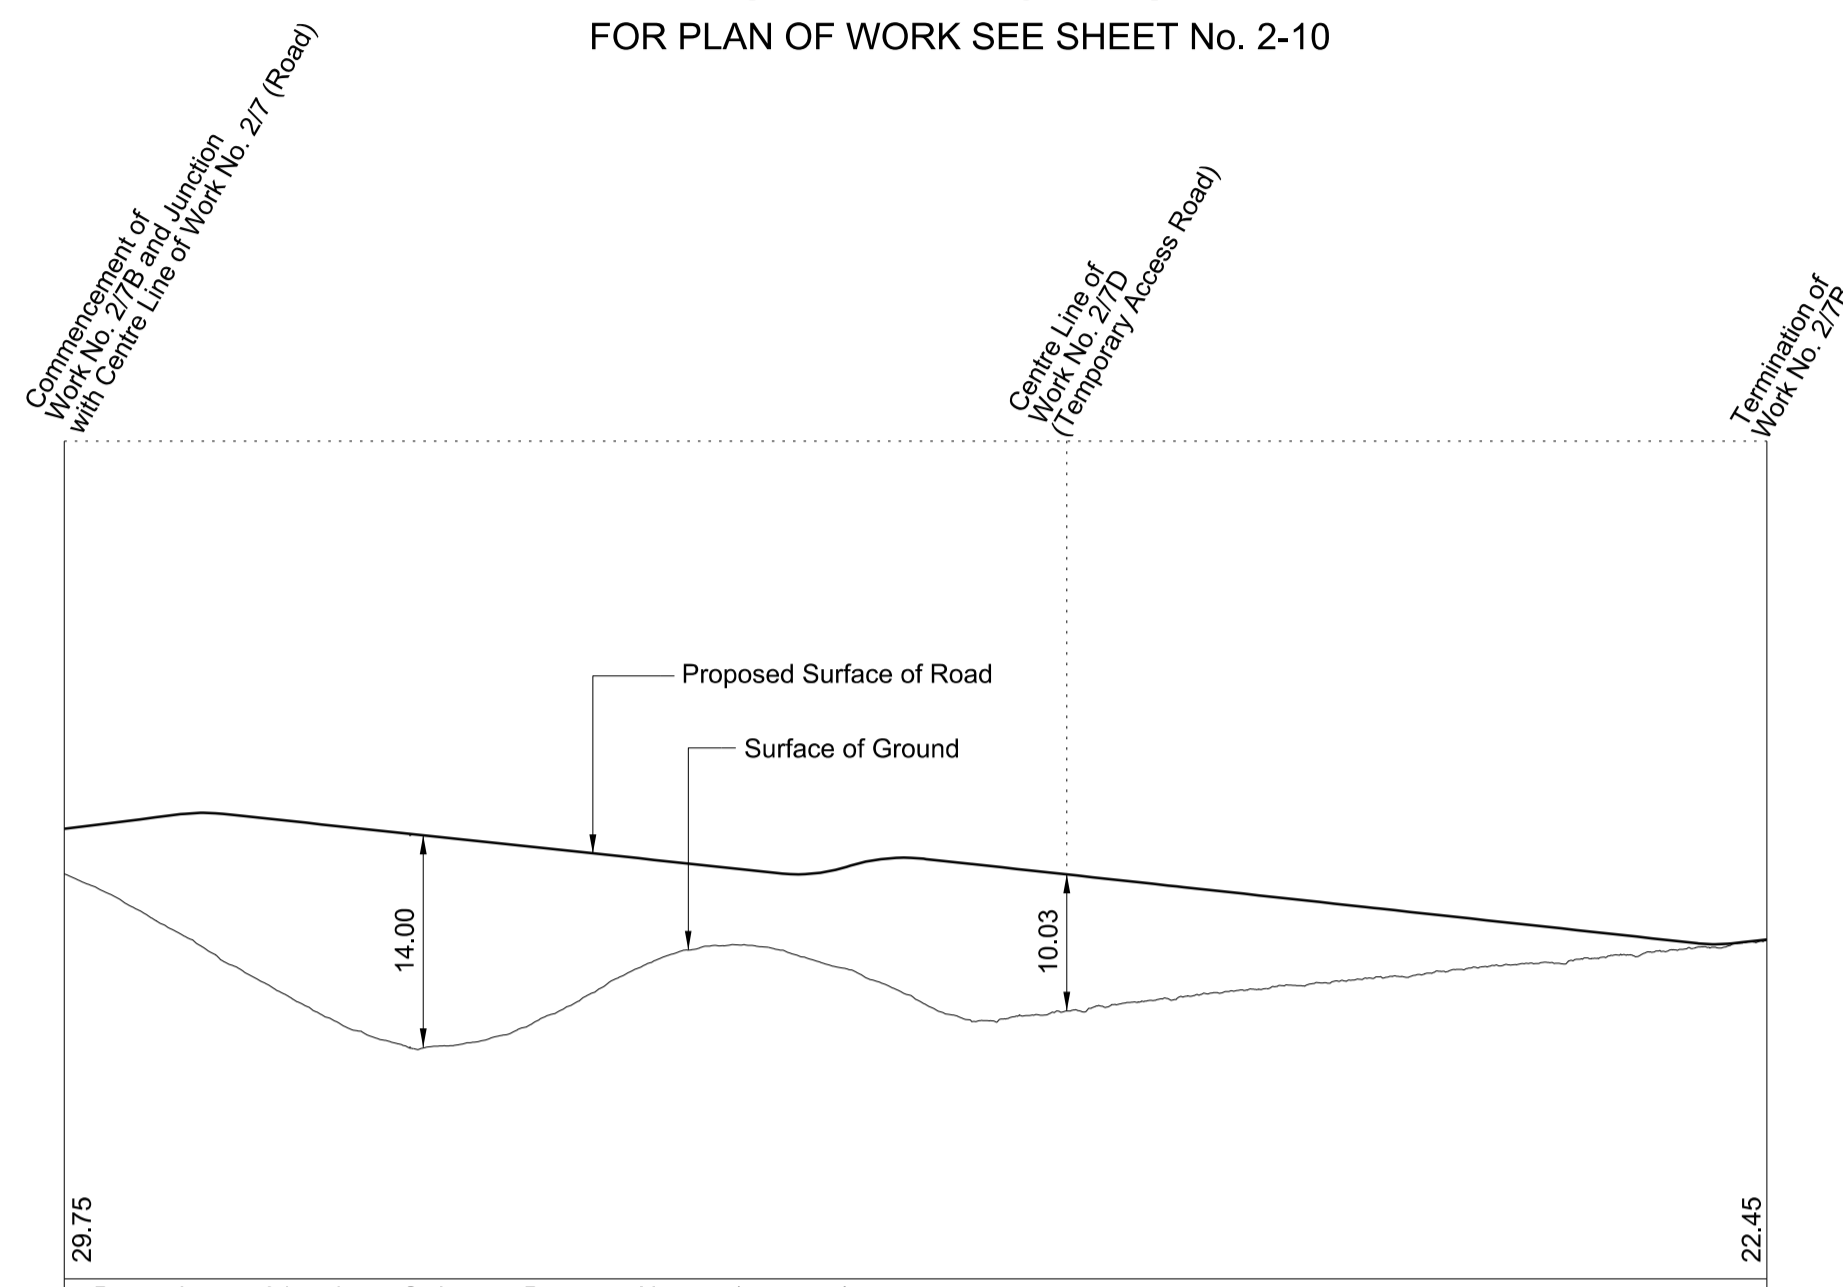 FOR PLAN OF WORK SEE SHEET No. 2-10
Commencement of
Work No. 2/7B and Junction
with Centre Line of Work No. 2/7 (Road)
Centre Line of
Work No. 2/7D
(Temporary Access Road)
Termination of
Work No. 2/7B
Proposed Surface of Road
Surface of Ground
14.00
10.03
29.75
22.45